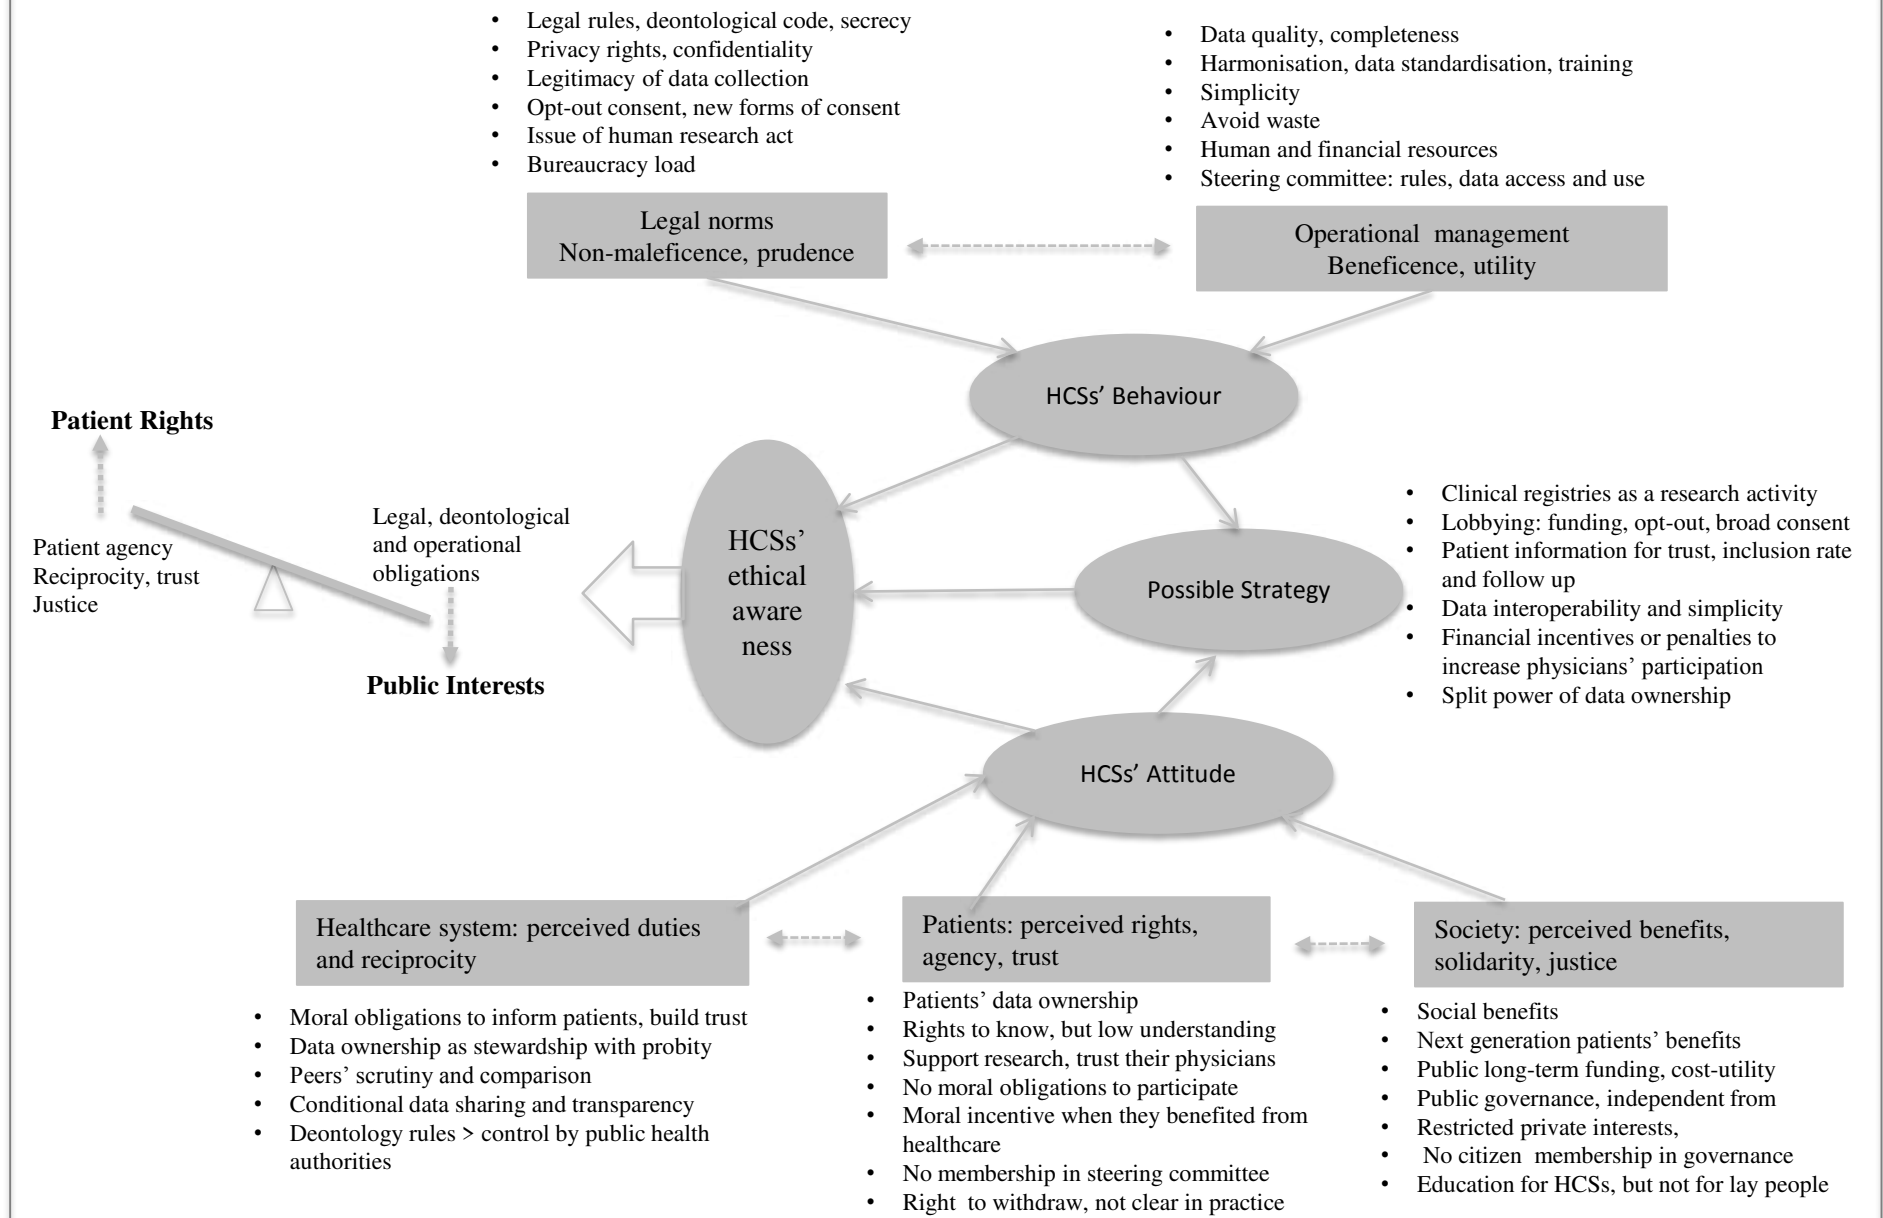 • Legal rules, deontological code, secrecy
• Privacy rights, confidentiality
• Legitimacy of data collection
• Opt-out consent, new forms of consent
• Issue of human research act
• Bureaucracy load
• Data quality, completeness
• Harmonisation, data standardisation, training
• Simplicity
• Avoid waste
• Human and financial resources
• Steering committee: rules, data access and use
Legal norms
Non-maleficence, prudence
Operational management
Beneficence, utility
HCSs’ Behaviour
Patient Rights
Patient agency
Reciprocity, trust
Justice
Legal, deontological
and operational
obligations
Public Interests
HCSs’
ethical
aware
ness
Possible Strategy
• Clinical registries as a research activity
• Lobbying: funding, opt-out, broad consent
• Patient information for trust, inclusion rate
and follow up
• Data interoperability and simplicity
• Financial incentives or penalties to
increase physicians’ participation
• Split power of data ownership
HCSs’ Attitude
Healthcare system: perceived duties
and reciprocity
Patients: perceived rights,
agency, trust
Society: perceived benefits,
solidarity, justice
• Moral obligations to inform patients, build trust
• Data ownership as stewardship with probity
• Peers’ scrutiny and comparison
• Conditional data sharing and transparency
• Deontology rules > control by public health
authorities
• Patients’ data ownership
• Rights to know, but low understanding
• Support research, trust their physicians
• No moral obligations to participate
• Moral incentive when they benefited from
healthcare
• No membership in steering committee
• Right to withdraw, not clear in practice
• Social benefits
• Next generation patients’ benefits
• Public long-term funding, cost-utility
• Public governance, independent from
• Restricted private interests,
• No citizen membership in governance
• Education for HCSs, but not for lay people